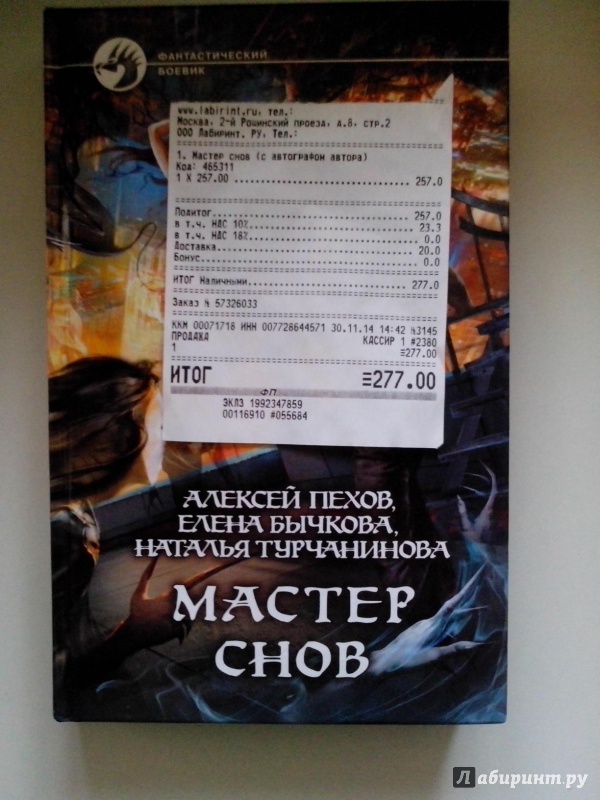 ФАНТАСТИЧЕСКИЙ
БОЕВИК
www.labirint.ru, тел.:
Москва, 2-й Рошинский проезд, д.8, стр.2
ООО Лабиринт. РУ. Тел.:
1. Мастер снов (с автографом автора)
Код: 465311
1 X 257.00 .................... 257.0
Подитог.................... 257.0
в т.ч. НДС 10%.................... 23.3
в т.ч. НДС 18%.................... 0.0
Доставка.................... 20.0
Бонус.................... 0.0
ИТОГ Наличными.................... 277.0
Заказ № 57326033
ККМ 00071718 ИНН 007728644571 30.11.14 14:42 №3145
ПРОДАЖА КАССИР 1 #2380
1 ≡277.00
ИТОГ ≡277.00
ФП
ЭКЛЗ 1992347859
00116910 #055684
АЛЕКСЕЙ ПЕХОВ,
ЕЛЕНА БЫЧКОВА,
НАТАЛЬЯ ТУРЧАНИНОВА
МАСТЕР
СНОВ
Лабиринт.ру